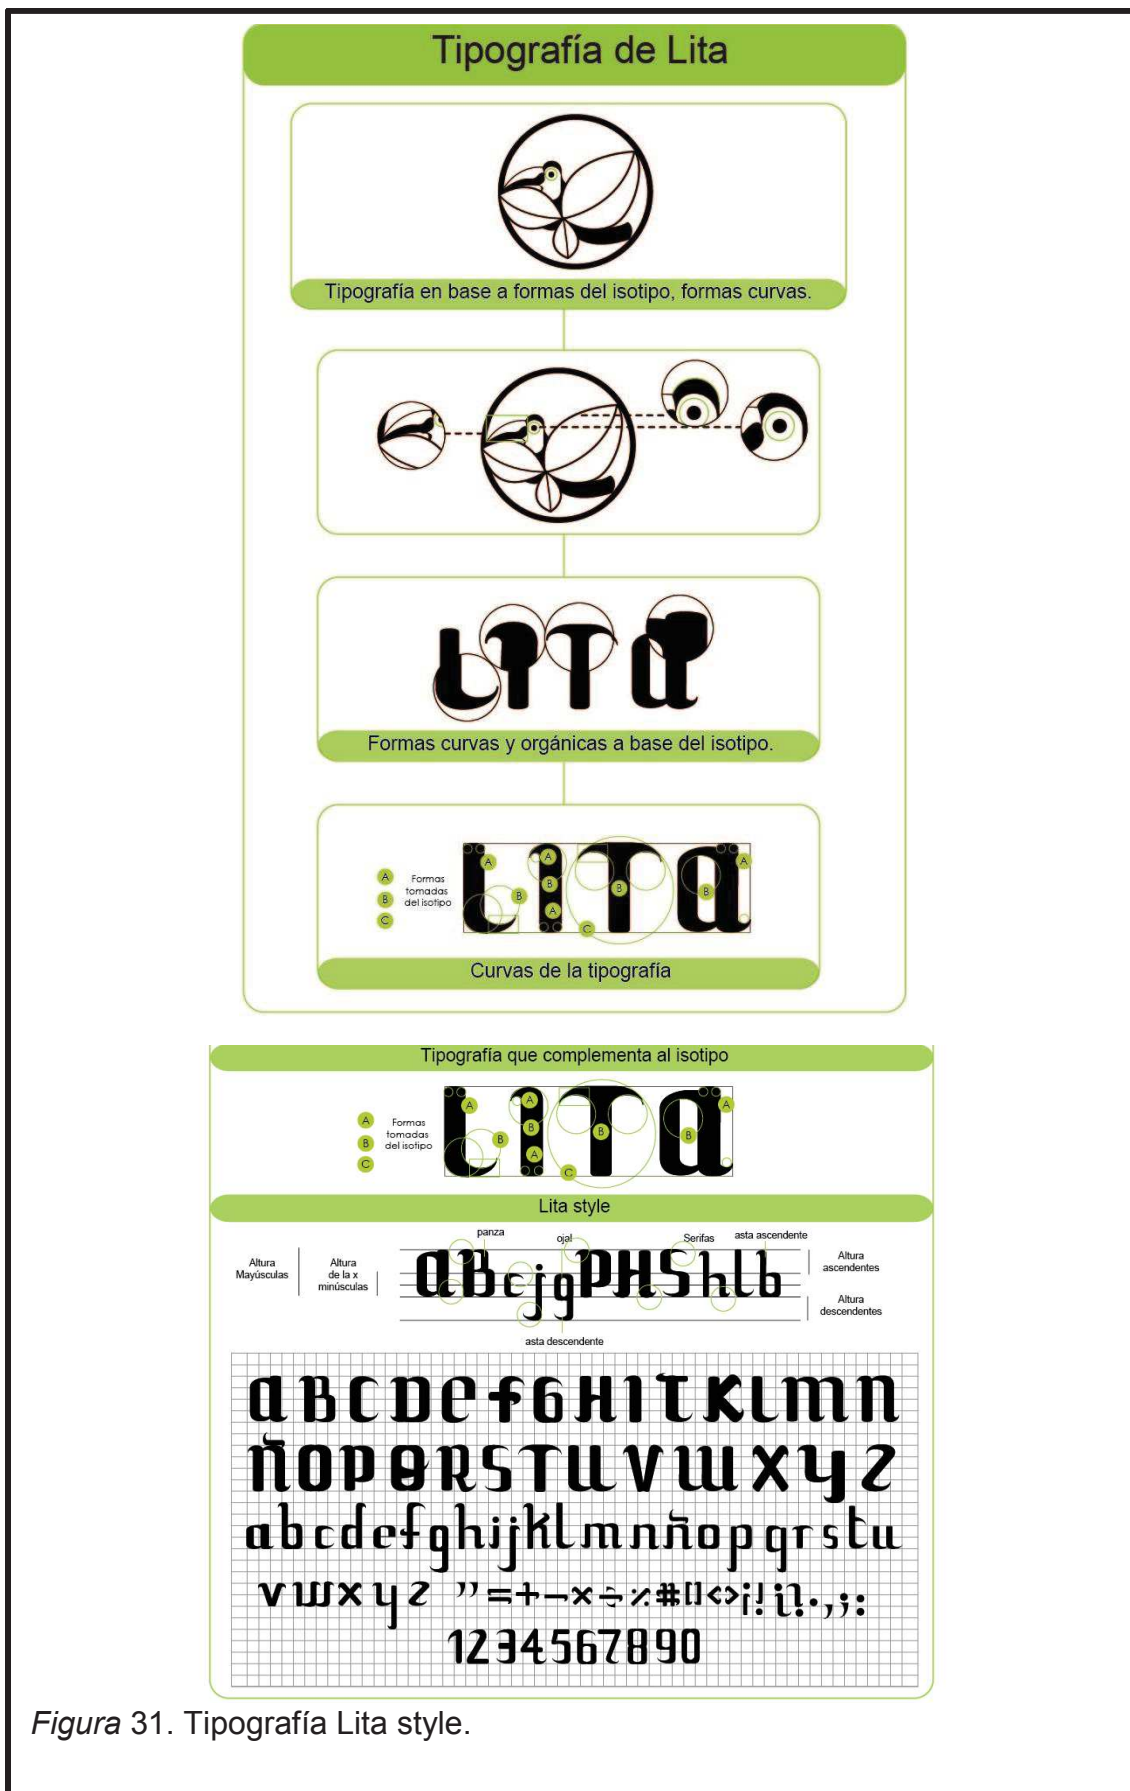 Tipografía de Lita
Tipografía en base a formas del isotipo, formas curvas.
LITa
Formas curvas y orgánicas a base del isotipo.
A
B
C
Formas
tomadas
del isotipo
LITa
A
B
A
B
A
B
C
B
A
Curvas de la tipografía
Tipografía que complementa al isotipo
A
B
C
Formas
tomadas
del isotipo
LITa
A
B
A
B
A
B
C
B
A
Lita style
panza
ojal
Serifas
asta ascendente
Altura
Mayúsculas
Altura
de la x
minúsculas
aBcjgPHShlb
Altura
ascendentes
Altura
descendentes
asta descendente
aBCDefGHITKLmn
ñOPQRSTUVWXYZ
abcdefghijklmnñopqrstu
vwxyz ”=+−×÷%#[]<>¡!¿?·,;:
1234567890
Figura 31. Tipografía Lita style.